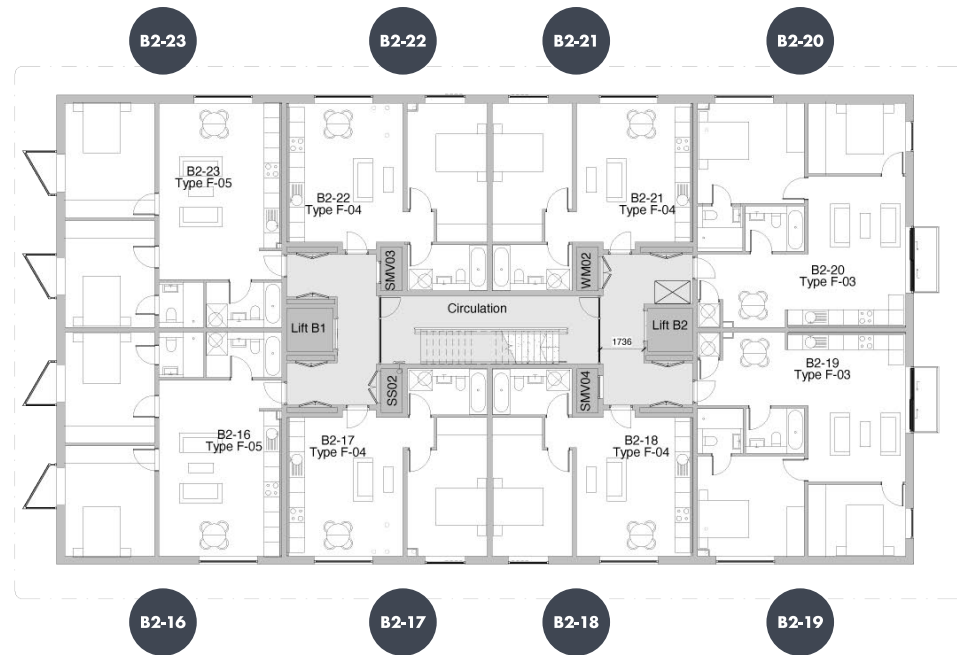 B2-23
B2-22
B2-21
B2-20
B2-23
Type F-05
B2-22
Type F-04
B2-21
Type F-04
SMV03
WM02
B2-20
Type F-03
Circulation
Lift B1
Lift B2
1736
B2-19
Type F-03
SS02
SMV04
B2-16
Type F-05
B2-17
Type F-04
B2-18
Type F-04
B2-16
B2-17
B2-18
B2-19